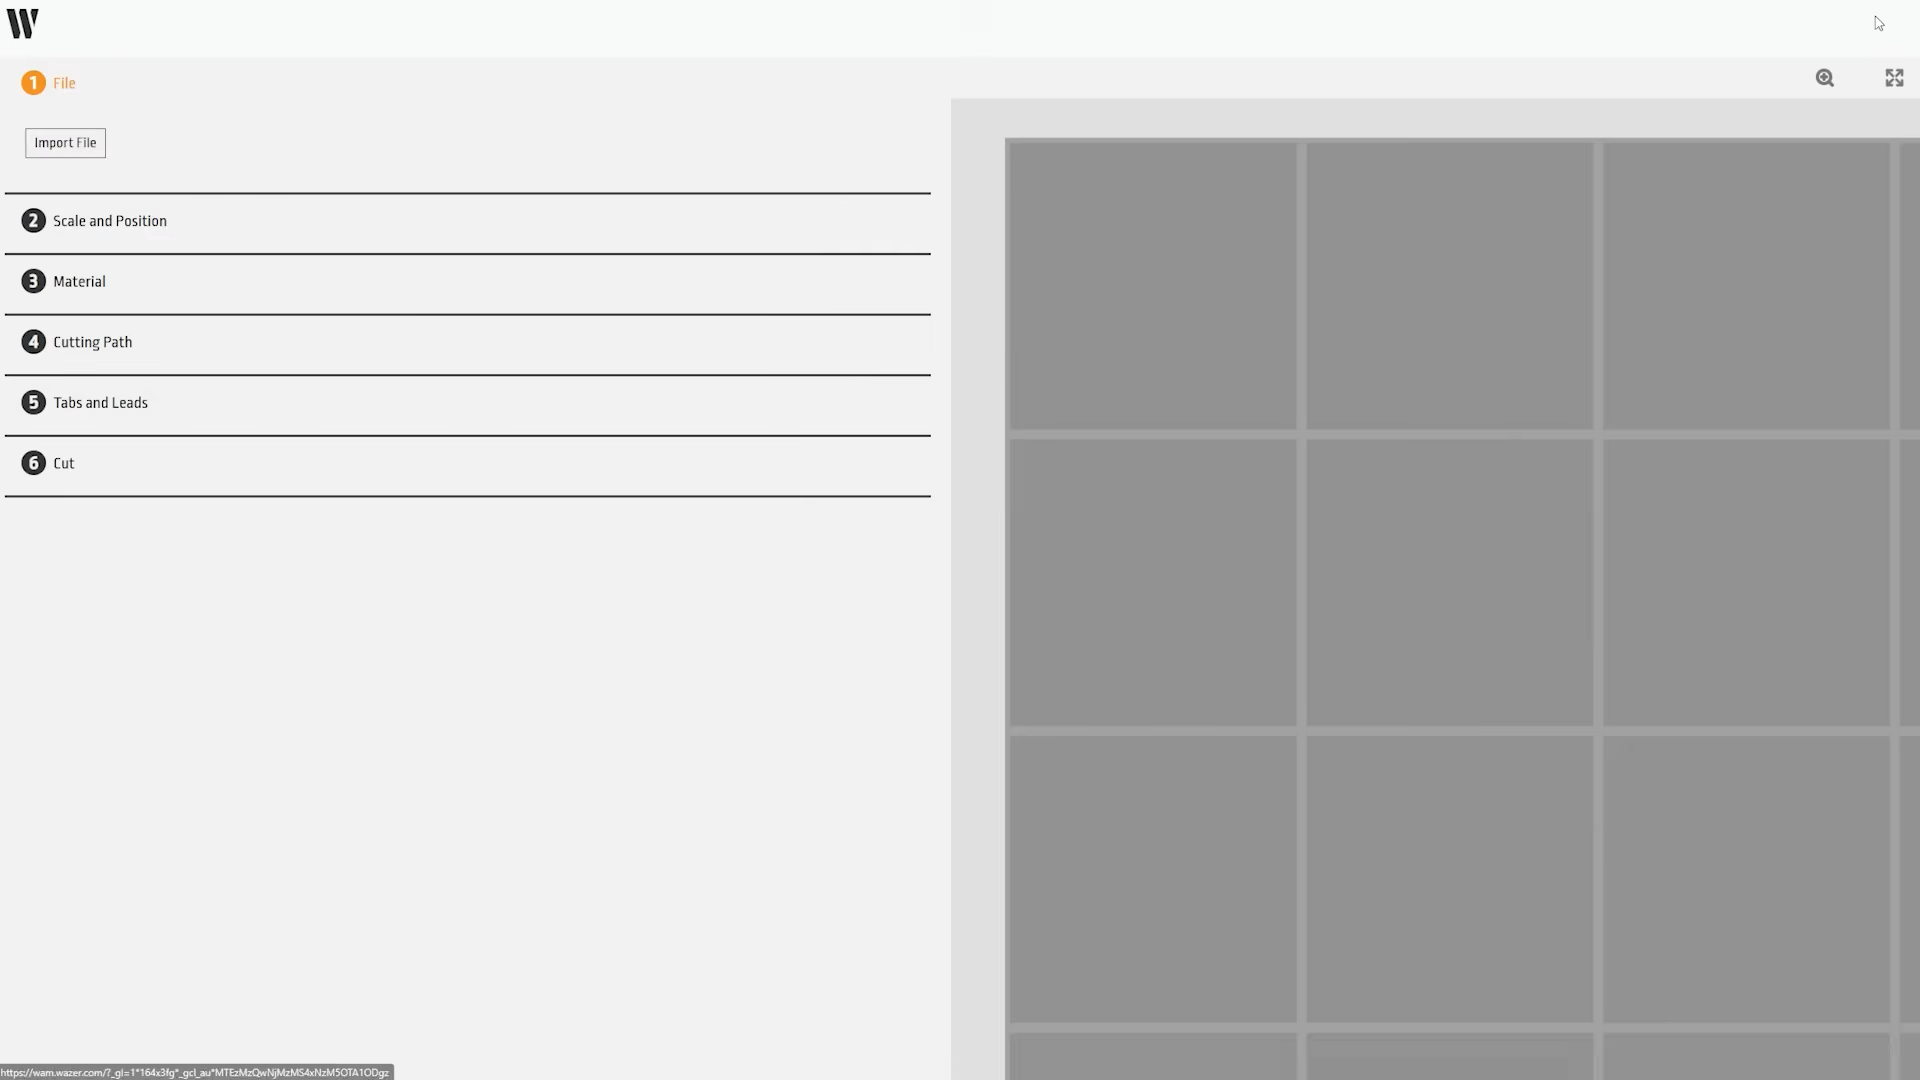 W
1 File
Import File
2 Scale and Position
3 Material
4 Cutting Path
5 Tabs and Leads
6 Cut